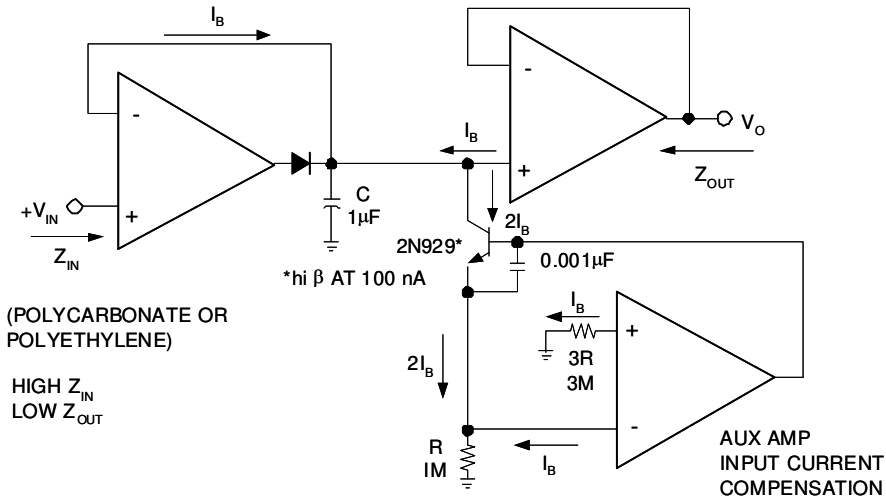 I_B
-
+
+V_IN
Z_IN
C
1μF
*hi β AT 100 nA
(POLYCARBONATE OR
POLYETHYLENE)
HIGH Z_IN
LOW Z_OUT
-
+
I_B
V_O
Z_OUT
2I_B
2N929*
0.001μF
I_B
+
3R
3M
2I_B
-
R
IM
I_B
AUX AMP
INPUT CURRENT
COMPENSATION